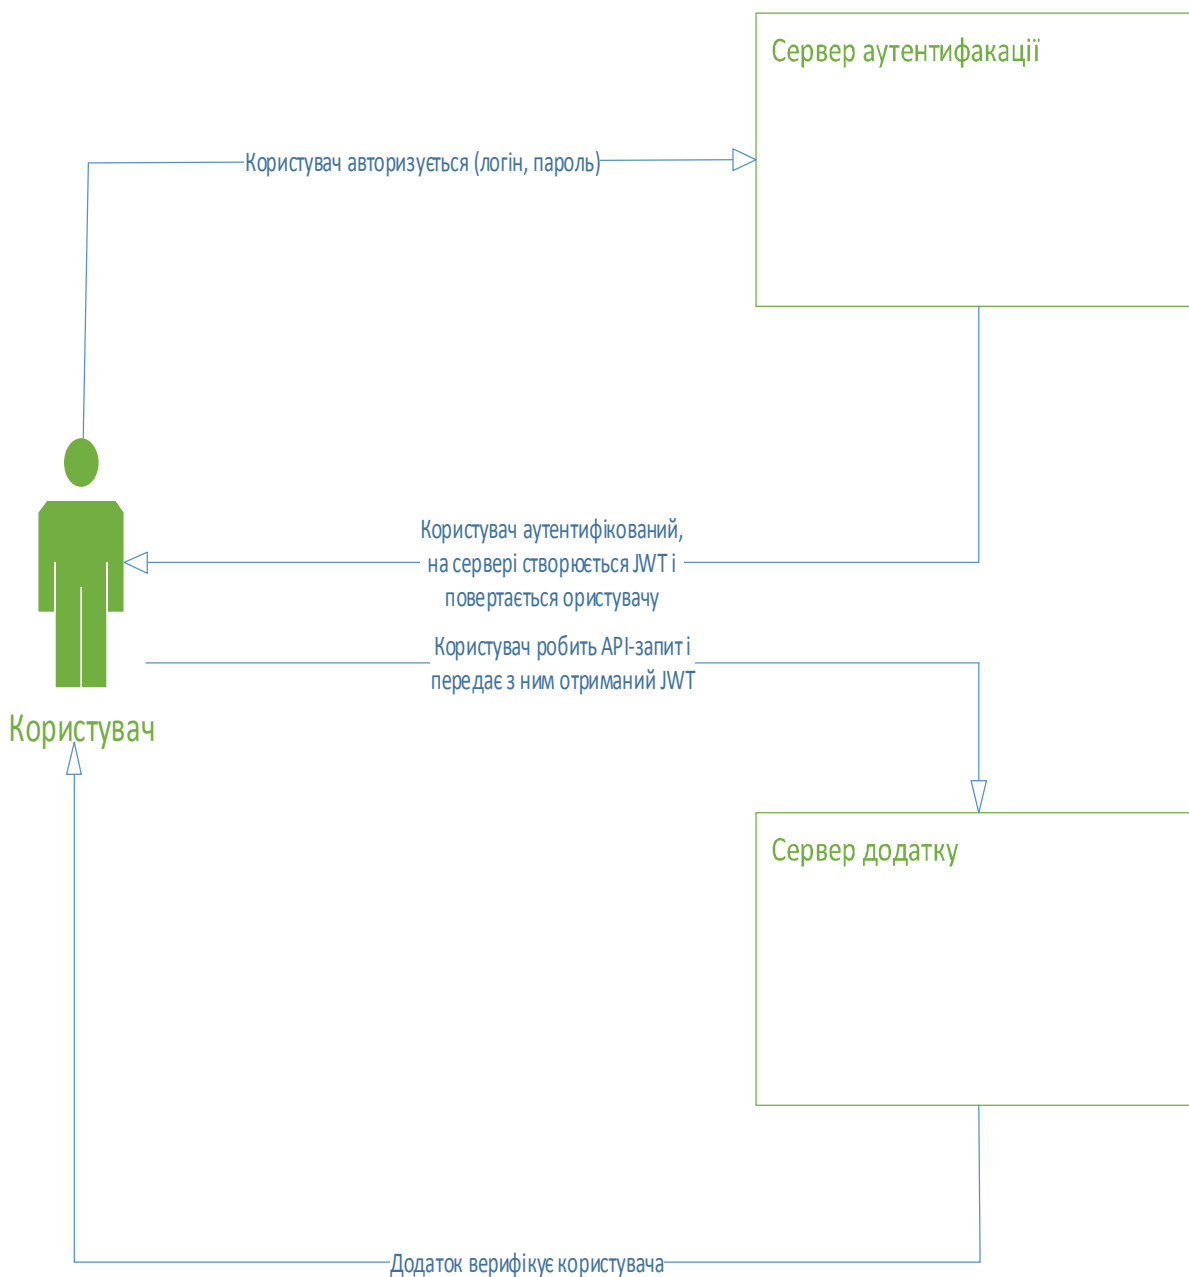 Сервер аутентифакації
Користувач авторизується (логін, пароль)
Користувач аутентифікований,
на сервері створюється JWT і
повертається ористувачу
Користувач робить API-запит і
передає з ним отриманий JWT
Користувач
Сервер додатку
Додаток верифікує користувача